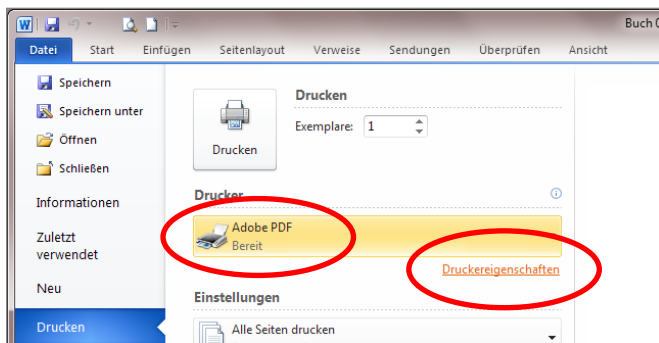 Buch
Datei Start Einfügen Seitenlayout Verweise Sendungen Überprüfen Ansicht
Speichern
Speichern unter
Öffnen
Schließen
Informationen
Zuletzt
verwendet
Neu
Drucken
Drucken
Drucken
Exemplare: 1
Drucker
Adobe PDF
Bereit
Druckereigenschaften
Einstellungen
Alle Seiten drucken